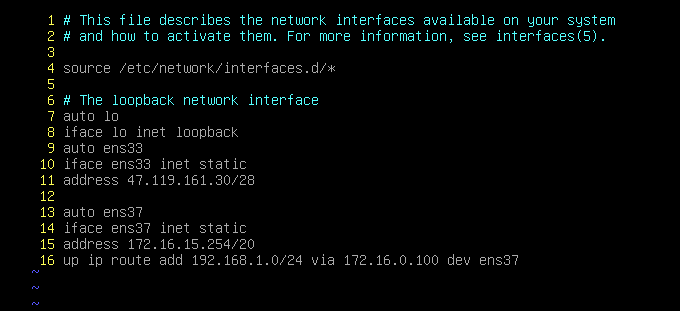 1 # This file describes the network interfaces available on your system
2 # and how to activate them. For more information, see interfaces(5).
3
4 source /etc/network/interfaces.d/*
5
6 # The loopback network interface
7 auto lo
8 iface lo inet loopback
9 auto ens33
10 iface ens33 inet static
11 address 47.119.161.30/28
12
13 auto ens37
14 iface ens37 inet static
15 address 172.16.15.254/20
16 up ip route add 192.168.1.0/24 via 172.16.0.100 dev ens37
~
~
~